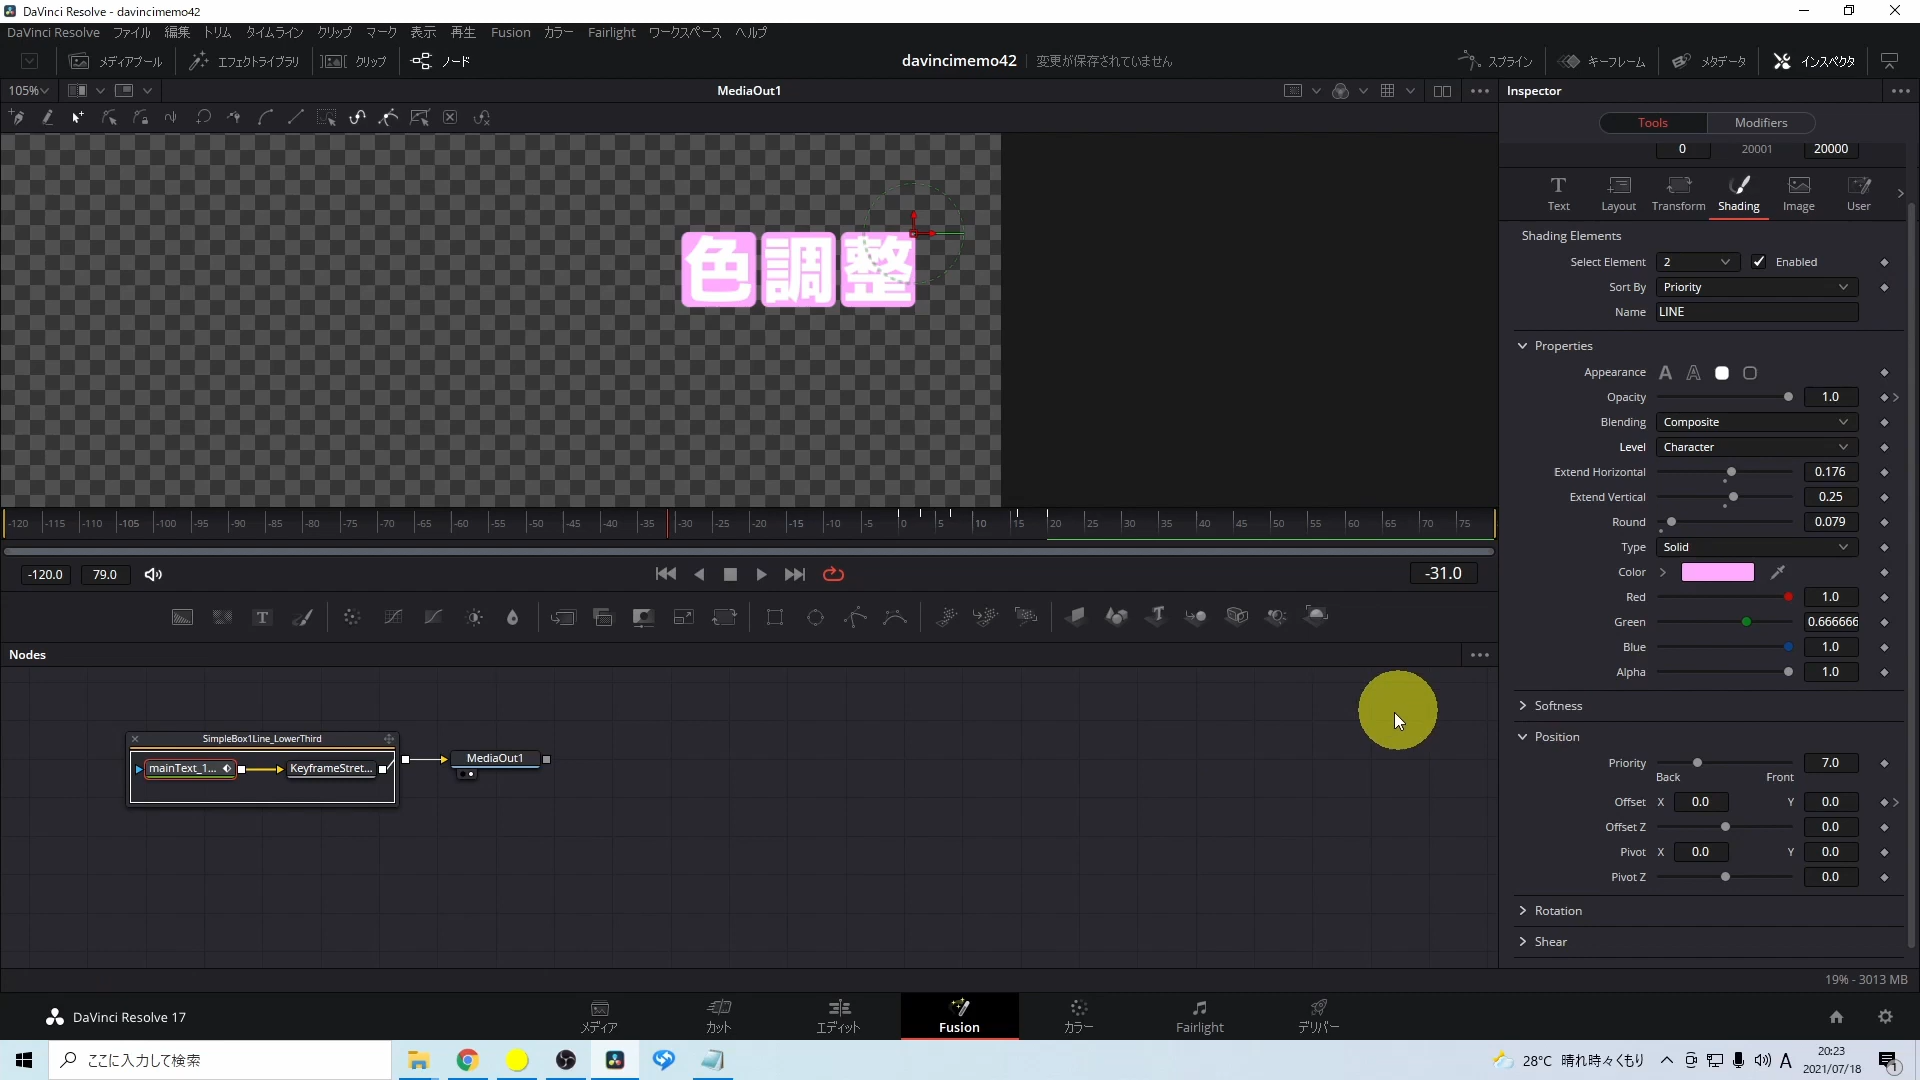 DaVinci Resolve - davincimemo42
DaVinci Resolve ファイル 編集 トリム タイムライン クリップ マーク 表示 再生 Fusion カラー Fairlight ワークスペース ヘルプ
メディアプール エフェクトライブラリ クリップ ノード davincimemo42 変更が保存されていません スプライン キーフレーム メタデータ インスペクタ
105% MediaOut1 Inspector
Tools Modifiers
0 20001 20000
Text Layout Transform Shading Image User
色調整
Shading Elements
Select Element 2 Enabled
Sort By Priority
Name LINE
Properties
Appearance
Opacity 1.0
Blending Composite
Level Character
Extend Horizontal 0.176
Extend Vertical 0.25
Round 0.079
Type Solid
Color
Red 1.0
Green 0.666666
Blue 1.0
Alpha 1.0
Softness
Position
Priority 7.0
Back Front
Offset X 0.0 Y 0.0
Offset Z 0.0
Pivot X 0.0 Y 0.0
Pivot Z 0.0
Rotation
Shear
-120 -115 -110 -105 -100 -95 -90 -85 -80 -75 -70 -65 -60 -55 -50 -45 -40 -35 -30 -25 -20 -15 -10 -5 0 5 10 15 20 25 30 35 40 45 50 55 60 65 70 75
-120.0 79.0 -31.0
Nodes
SimpleBox1Line_LowerThird
mainText_1... KeyframeStret... MediaOut1
19% - 3013 MB
DaVinci Resolve 17 メディア カット エディット Fusion カラー Fairlight デリバー
ここに入力して検索 28°C 晴れ時々くもり A 20:23
2021/07/18 1